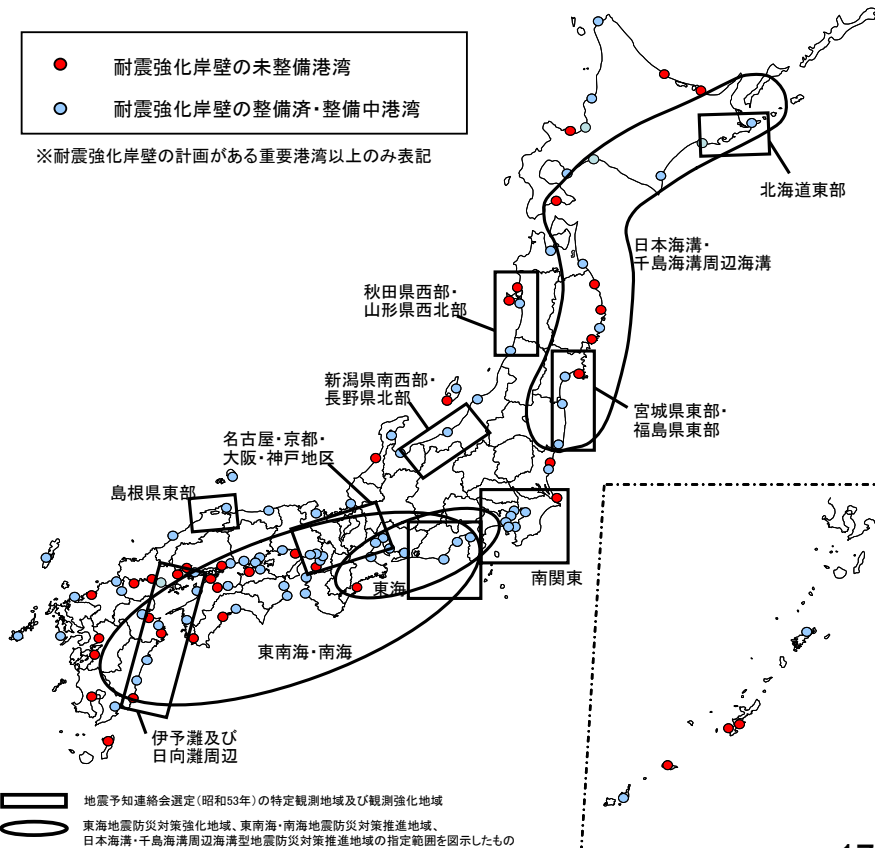 耐震強化岸壁の未整備港湾
耐震強化岸壁の整備済・整備中港湾
※耐震強化岸壁の計画がある重要港湾以上のみ表記
北海道東部
日本海溝・
千島海溝周辺海溝
秋田県西部・
山形県西北部
新潟県南西部・
長野県北部
宮城県東部・
福島県東部
名古屋・京都・
大阪・神戸地区
島根県東部
南関東
東海
東南海・南海
伊予灘及び
日向灘周辺
地震予知連絡会選定(昭和53年)の特定観測地域及び観測強化地域
東海地震防災対策強化地域、東南海・南海地震防災対策推進地域、
日本海溝・千島海溝周辺海溝型地震防災対策推進地域の指定範囲を図示したもの